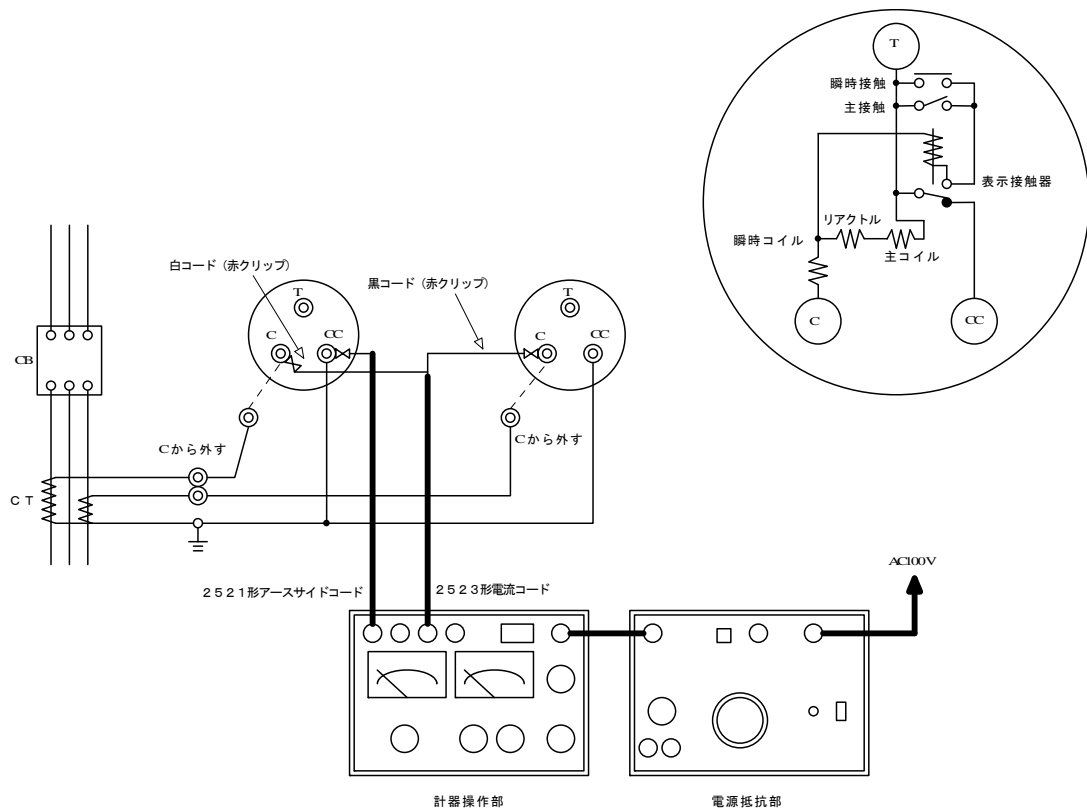 T
瞬時接触
主接触
表示接触器
リアクトル
瞬時コイル
主コイル
C
CC
白コード（赤クリップ）
黒コード（赤クリップ）
T
C
CC
T
C
CC
CB
Cから外す
Cから外す
CT
AC100V
2521形アースサイドコード
2523形電流コード
計器操作部
電源抵抗部